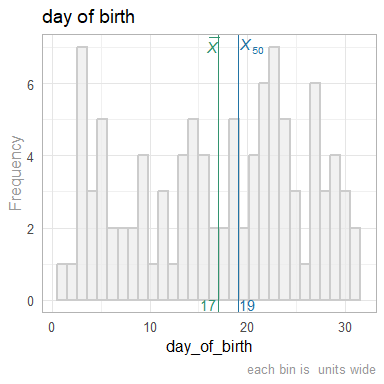 day of birth
X̅ X50
Frequency
6
4
2
0
17 19
0 10 20 30
day_of_birth
each bin is units wide